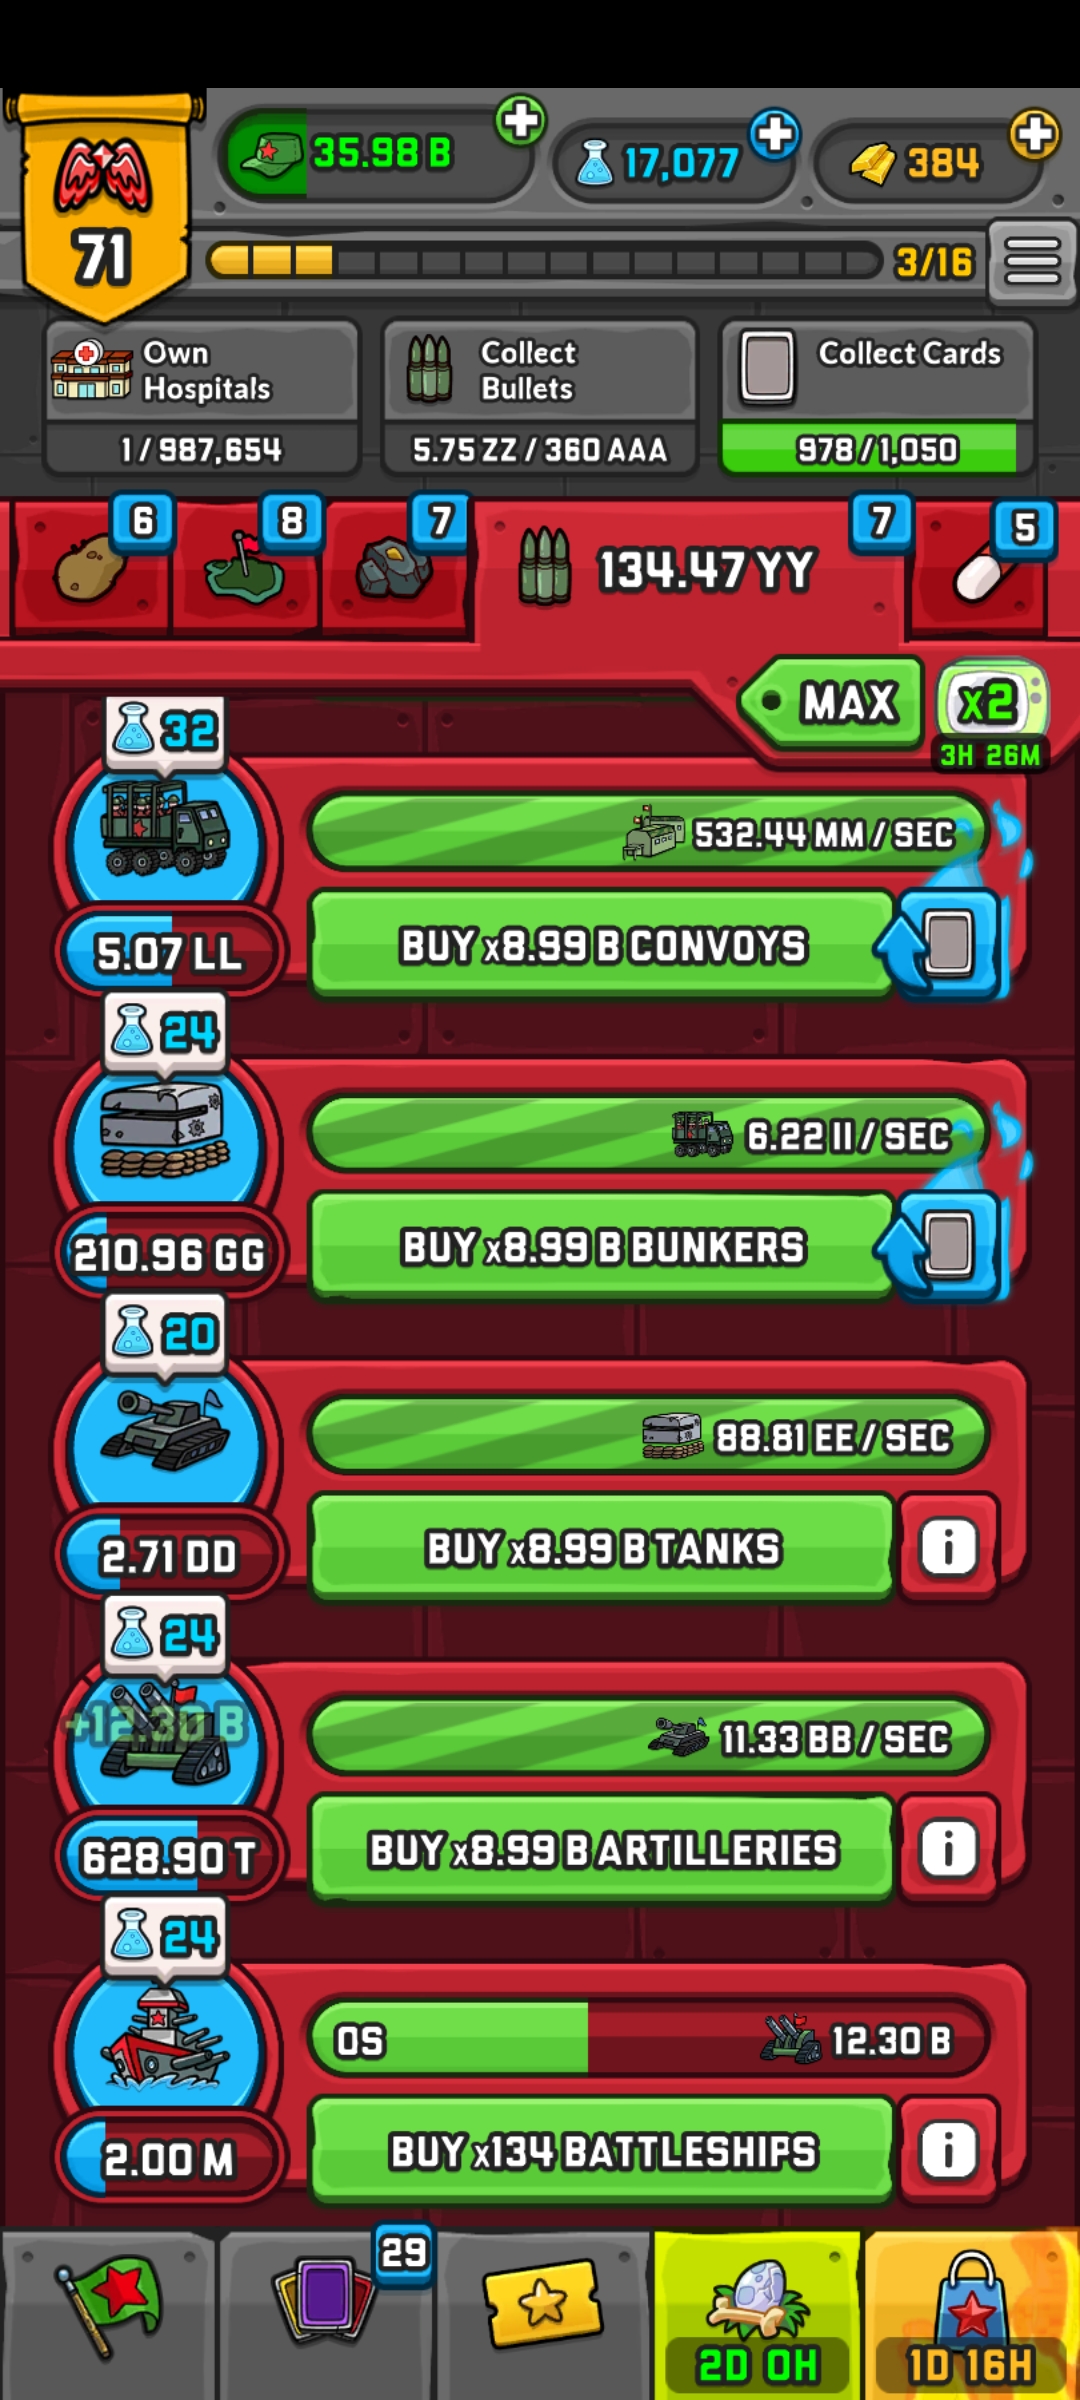 35.98 B
17,077
384
71
3/16
Own
Hospitals
1/987,654
Collect
Bullets
5.75 ZZ / 360 AAA
Collect Cards
978/1,050
6
8
7
134.47 YY
7
5
MAX
x2
3H 26M
32
532.44 MM / SEC
5.07 LL
BUY x8.99 B CONVOYS
24
6.22 II / SEC
210.96 GG
BUY x8.99 B BUNKERS
20
88.81 EE / SEC
2.71 DD
BUY x8.99 B TANKS
24
+12.30 B
11.33 BB / SEC
628.90 T
BUY x8.99 B ARTILLERIES
24
0S
12.30 B
2.00 M
BUY x134 BATTLESHIPS
29
2D 0H
1D 16H